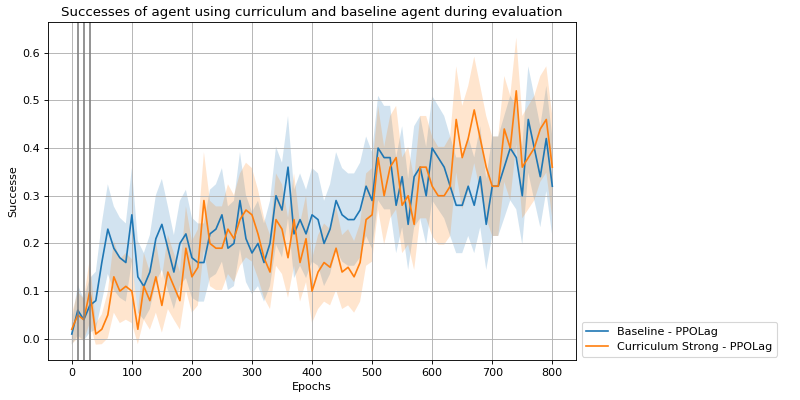 Successes of agent using curriculum and baseline agent during evaluation
0.6
0.5
0.4
0.3
0.2
0.1
0.0
Successe
0 100 200 300 400 500 600 700 800
Epochs
Baseline - PPOLag
Curriculum Strong - PPOLag